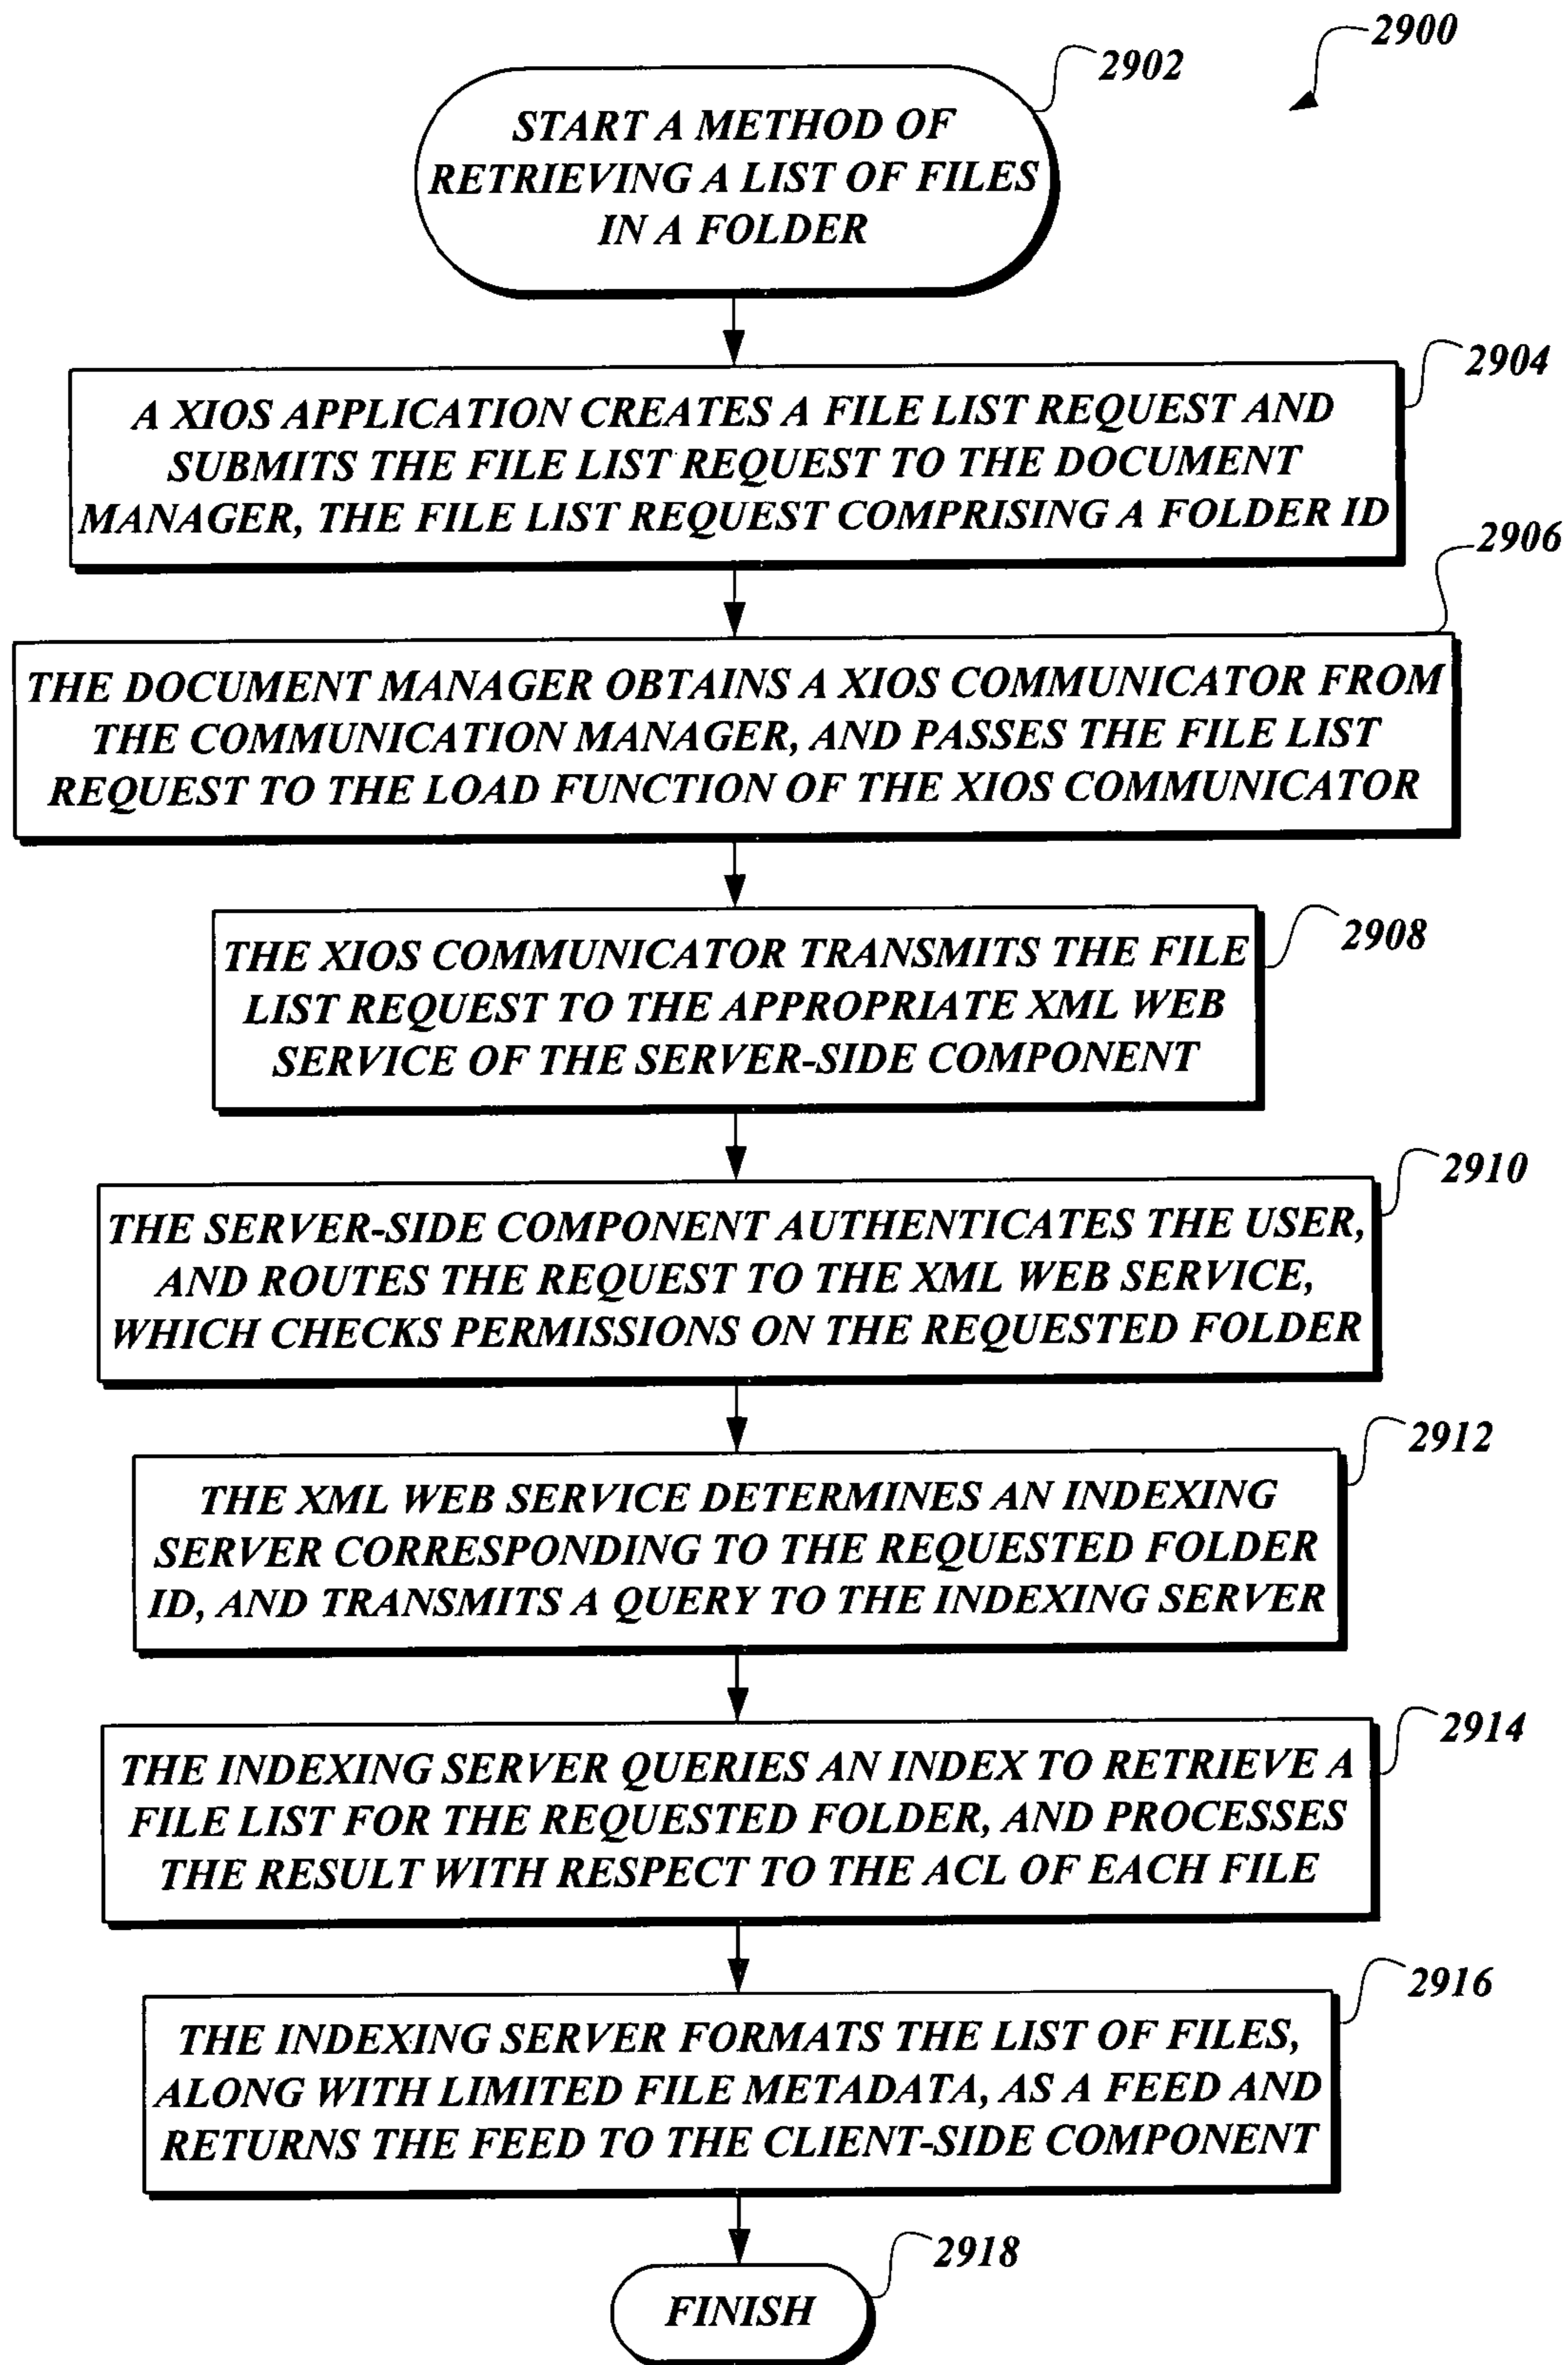 2900
2902
START A METHOD OF
RETRIEVING A LIST OF FILES
IN A FOLDER
2904
A XIOS APPLICATION CREATES A FILE LIST REQUEST AND
SUBMITS THE FILE LIST REQUEST TO THE DOCUMENT
MANAGER, THE FILE LIST REQUEST COMPRISING A FOLDER ID
2906
THE DOCUMENT MANAGER OBTAINS A XIOS COMMUNICATOR FROM
THE COMMUNICATION MANAGER, AND PASSES THE FILE LIST
REQUEST TO THE LOAD FUNCTION OF THE XIOS COMMUNICATOR
2908
THE XIOS COMMUNICATOR TRANSMITS THE FILE
LIST REQUEST TO THE APPROPRIATE XML WEB
SERVICE OF THE SERVER-SIDE COMPONENT
2910
THE SERVER-SIDE COMPONENT AUTHENTICATES THE USER,
AND ROUTES THE REQUEST TO THE XML WEB SERVICE,
WHICH CHECKS PERMISSIONS ON THE REQUESTED FOLDER
2912
THE XML WEB SERVICE DETERMINES AN INDEXING
SERVER CORRESPONDING TO THE REQUESTED FOLDER
ID, AND TRANSMITS A QUERY TO THE INDEXING SERVER
2914
THE INDEXING SERVER QUERIES AN INDEX TO RETRIEVE A
FILE LIST FOR THE REQUESTED FOLDER, AND PROCESSES
THE RESULT WITH RESPECT TO THE ACL OF EACH FILE
2916
THE INDEXING SERVER FORMATS THE LIST OF FILES,
ALONG WITH LIMITED FILE METADATA, AS A FEED AND
RETURNS THE FEED TO THE CLIENT-SIDE COMPONENT
2918
FINISH